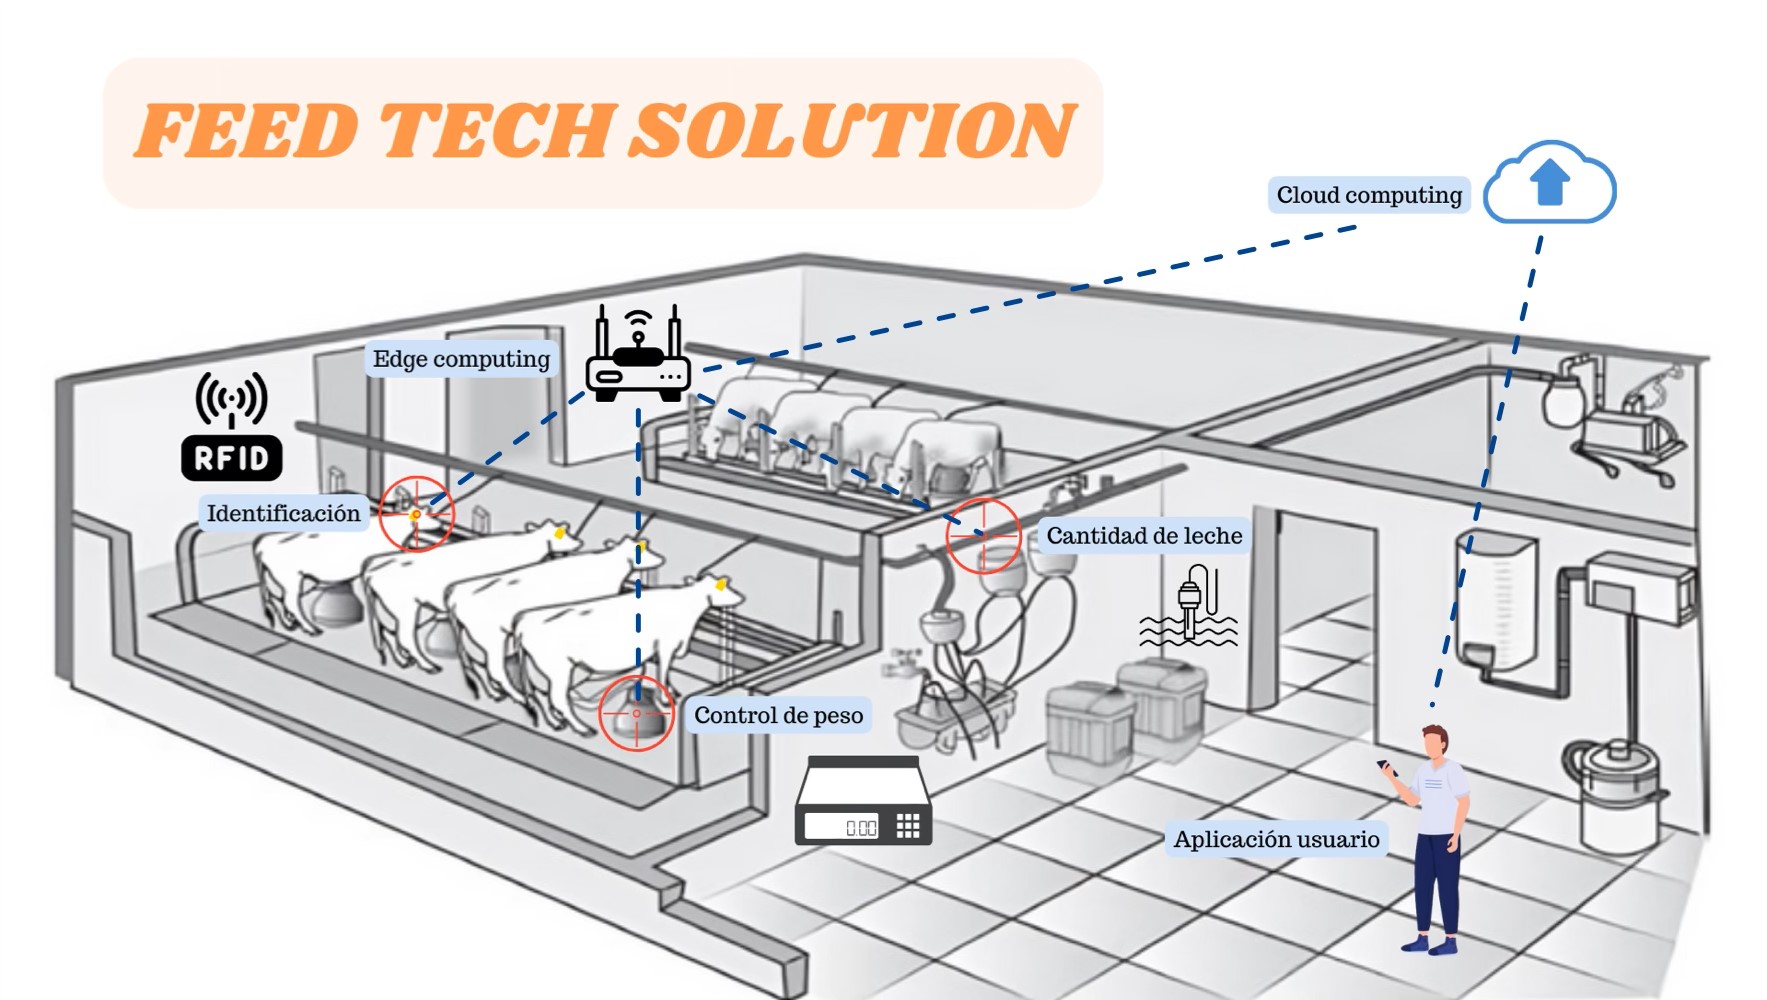 FEED TECH SOLUTION
Cloud computing
Edge computing
RFID
Identificación
Cantidad de leche
Control de peso
0.00
Aplicación usuario